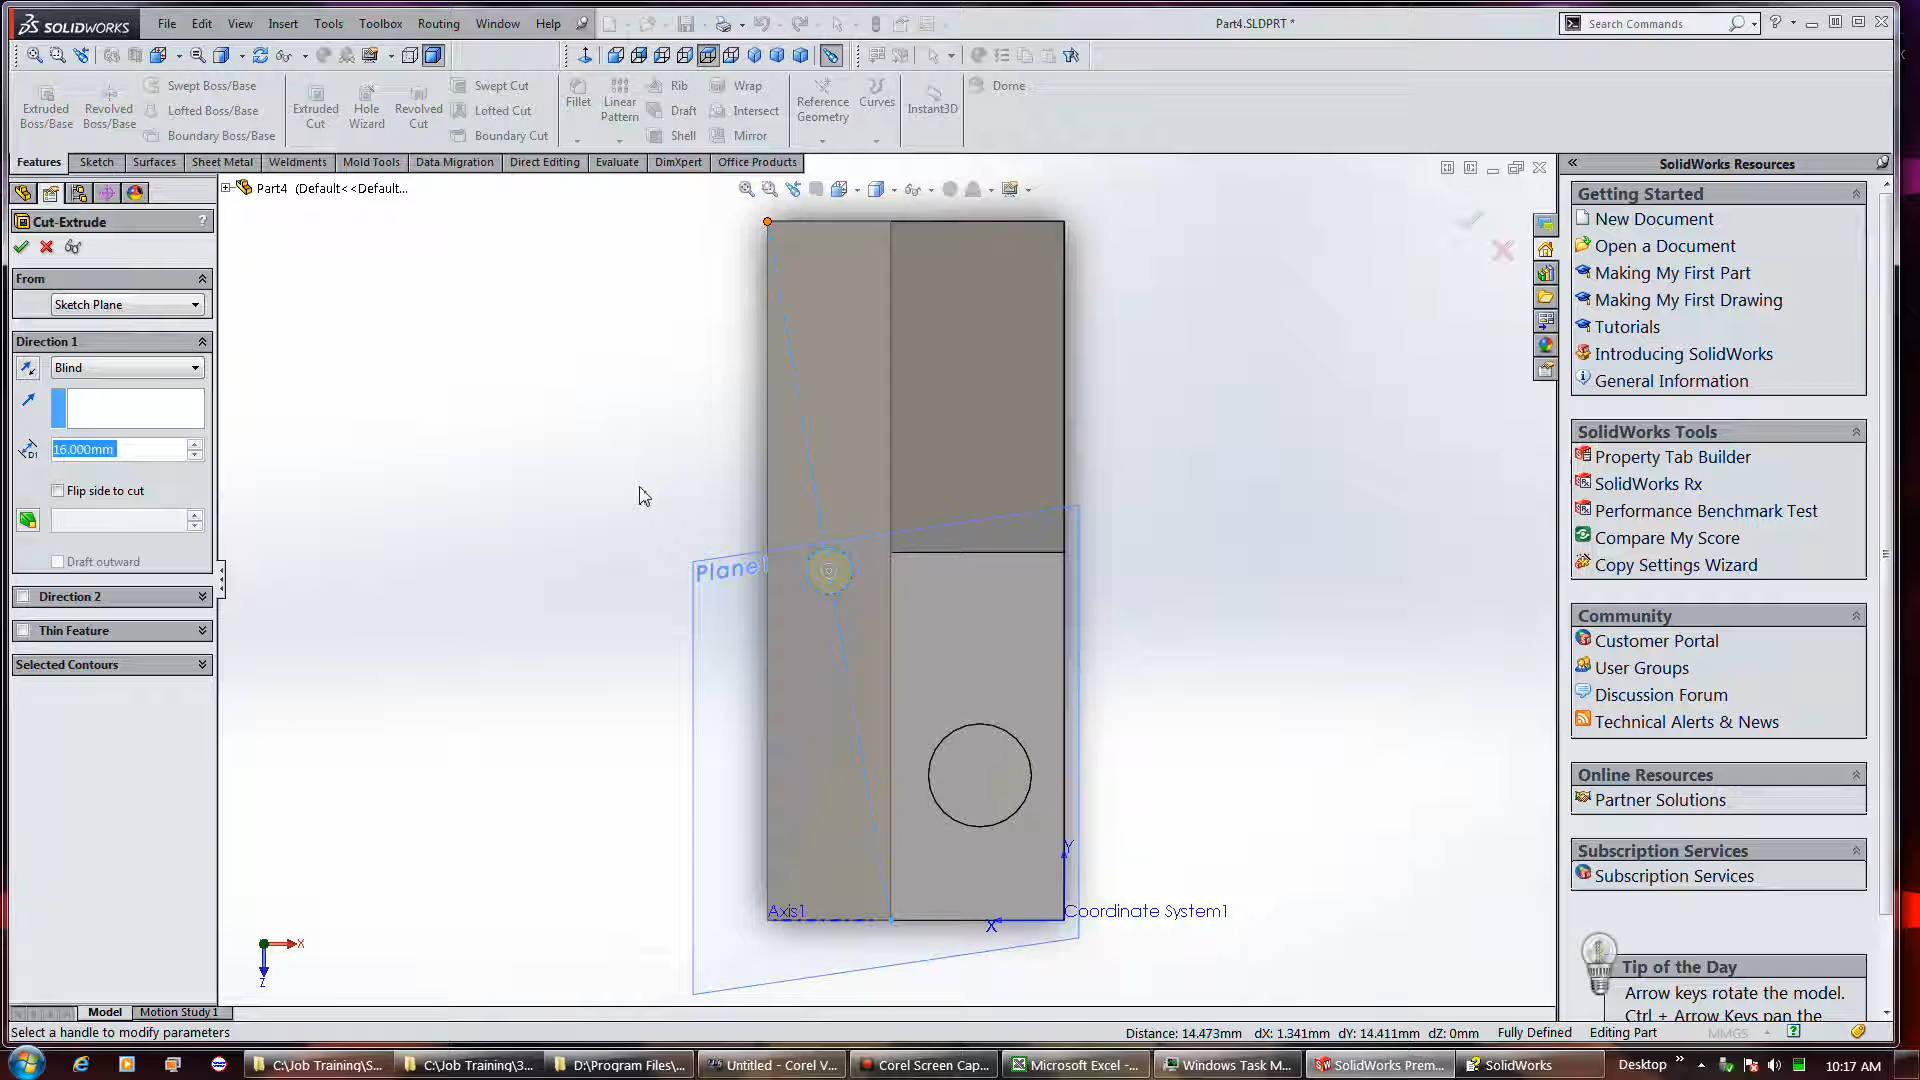 SOLIDWORKS File Edit View Insert Tools Toolbox Routing Window Help Part4.SLDPRT * Search Commands
Extruded Boss/Base Revolved Boss/Base Swept Boss/Base Lofted Boss/Base Boundary Boss/Base Extruded Cut Hole Wizard Revolved Cut Swept Cut Lofted Cut Boundary Cut Fillet Linear Pattern Rib Draft Shell Wrap Intersect Mirror Reference Geometry Curves Instant3D Dome
Features Sketch Surfaces Sheet Metal Weldments Mold Tools Data Migration Direct Editing Evaluate DimXpert Office Products
Part4 (Default<<Default...
Cut-Extrude ?
From
Sketch Plane
Direction 1
Blind
D1
16.000mm
Flip side to cut
Draft outward
Direction 2
Thin Feature
Selected Contours
Plane1
Axis1
Y
X
Coordinate System1
X
Z
SolidWorks Resources
Getting Started
New Document
Open a Document
Making My First Part
Making My First Drawing
Tutorials
Introducing SolidWorks
General Information
SolidWorks Tools
Property Tab Builder
SolidWorks Rx
Performance Benchmark Test
Compare My Score
Copy Settings Wizard
Community
Customer Portal
User Groups
Discussion Forum
Technical Alerts & News
Online Resources
Partner Solutions
Subscription Services
Subscription Services
Tip of the Day
Arrow keys rotate the model.
Ctrl + Arrow Keys pan the
Model Motion Study 1
Select a handle to modify parameters Distance: 14.473mm dX: 1.341mm dY: 14.411mm dZ: 0mm Fully Defined Editing Part MMGS
C:\Job Training\S... C:\Job Training\3... D:\Program Files\... Untitled - Corel V... Corel Screen Cap... Microsoft Excel -... Windows Task M... SolidWorks Prem... SolidWorks Desktop 10:17 AM